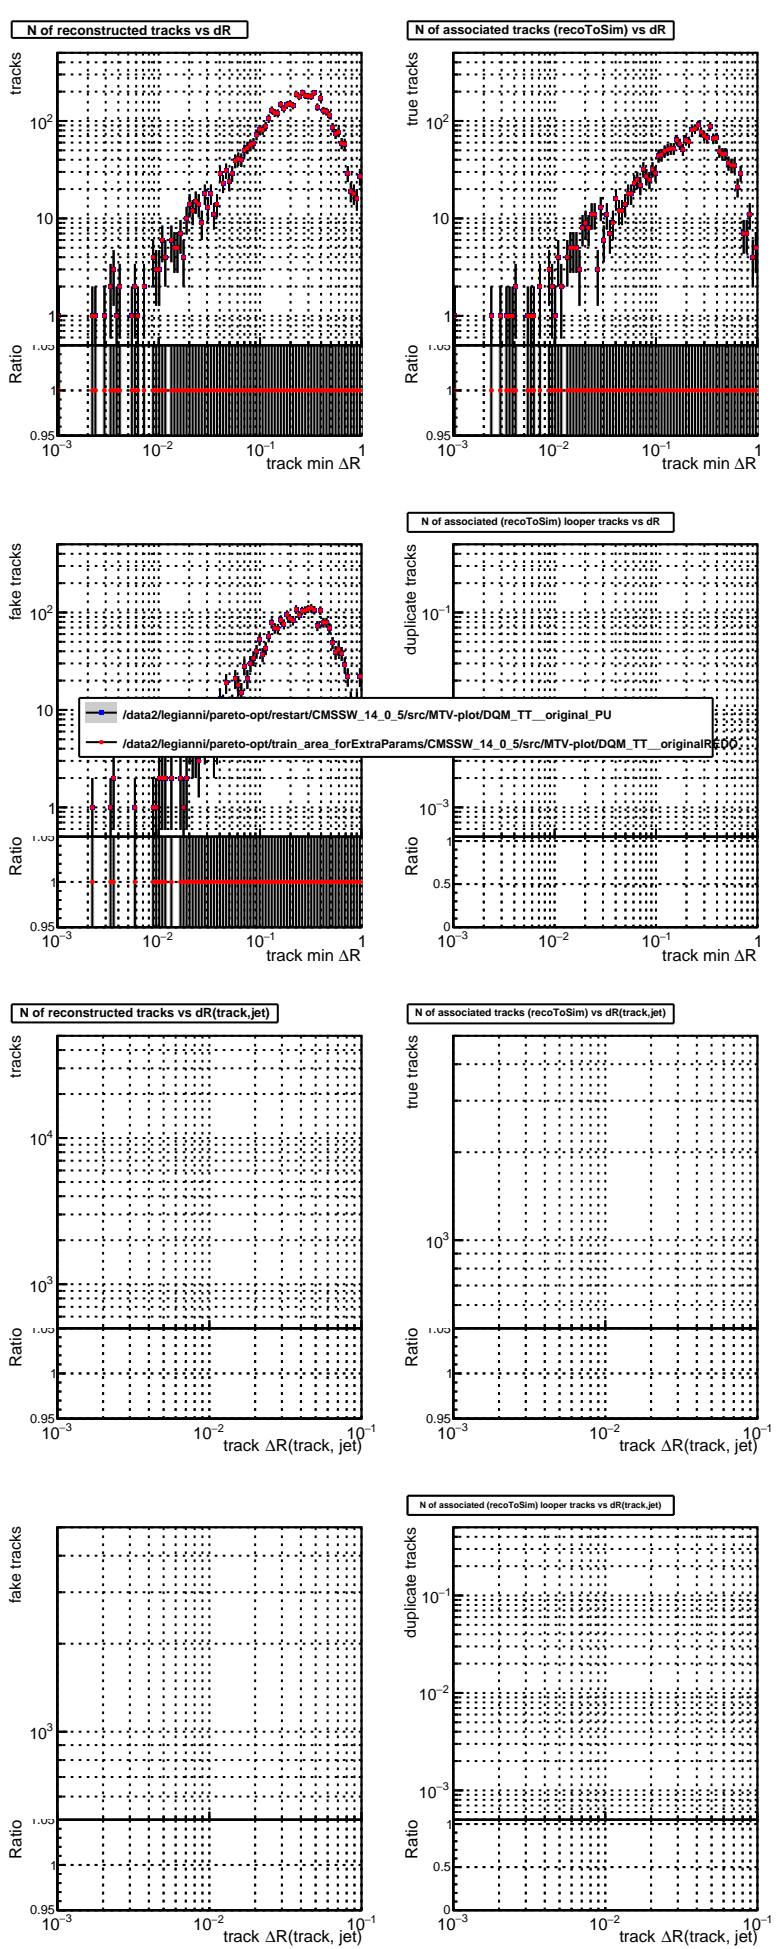 N of reconstructed tracks vs dR
tracks
10²
10
1
Ratio
1.05
1
0.95
10⁻³ 10⁻² 10⁻¹ 1
track min ΔR
N of associated tracks (recoToSim) vs dR
true tracks
10²
10
1
Ratio
1.05
1
0.95
10⁻³ 10⁻² 10⁻¹ 1
track min ΔR
fake tracks
10²
10
1
Ratio
1.05
1
0.95
10⁻³ 10⁻² 10⁻¹ 1
track min ΔR
N of associated (recoToSim) looper tracks vs dR
duplicate tracks
10⁻¹
10⁻³
Ratio
1
0.5
0
10⁻³ 10⁻² 10⁻¹ 1
track min ΔR
/data2/legianni/pareto-opt/restart/CMSSW_14_0_5/src/MTV-plot/DQM_TT__original_PU
/data2/legianni/pareto-opt/train_area_forExtraParams/CMSSW_14_0_5/src/MTV-plot/DQM_TT__originalREDO
N of reconstructed tracks vs dR(track,jet)
tracks
10⁴
10³
Ratio
1.05
1
0.95
10⁻³ 10⁻² 10⁻¹
track ΔR(track, jet)
N of associated tracks (recoToSim) vs dR(track,jet)
true tracks
10³
Ratio
1.05
1
0.95
10⁻³ 10⁻² 10⁻¹
track ΔR(track, jet)
fake tracks
10³
Ratio
1.05
1
0.95
10⁻³ 10⁻² 10⁻¹
track ΔR(track, jet)
N of associated (recoToSim) looper tracks vs dR(track,jet)
duplicate tracks
10⁻¹
10⁻²
10⁻³
Ratio
1
0.5
0
10⁻³ 10⁻² 10⁻¹
track ΔR(track, jet)